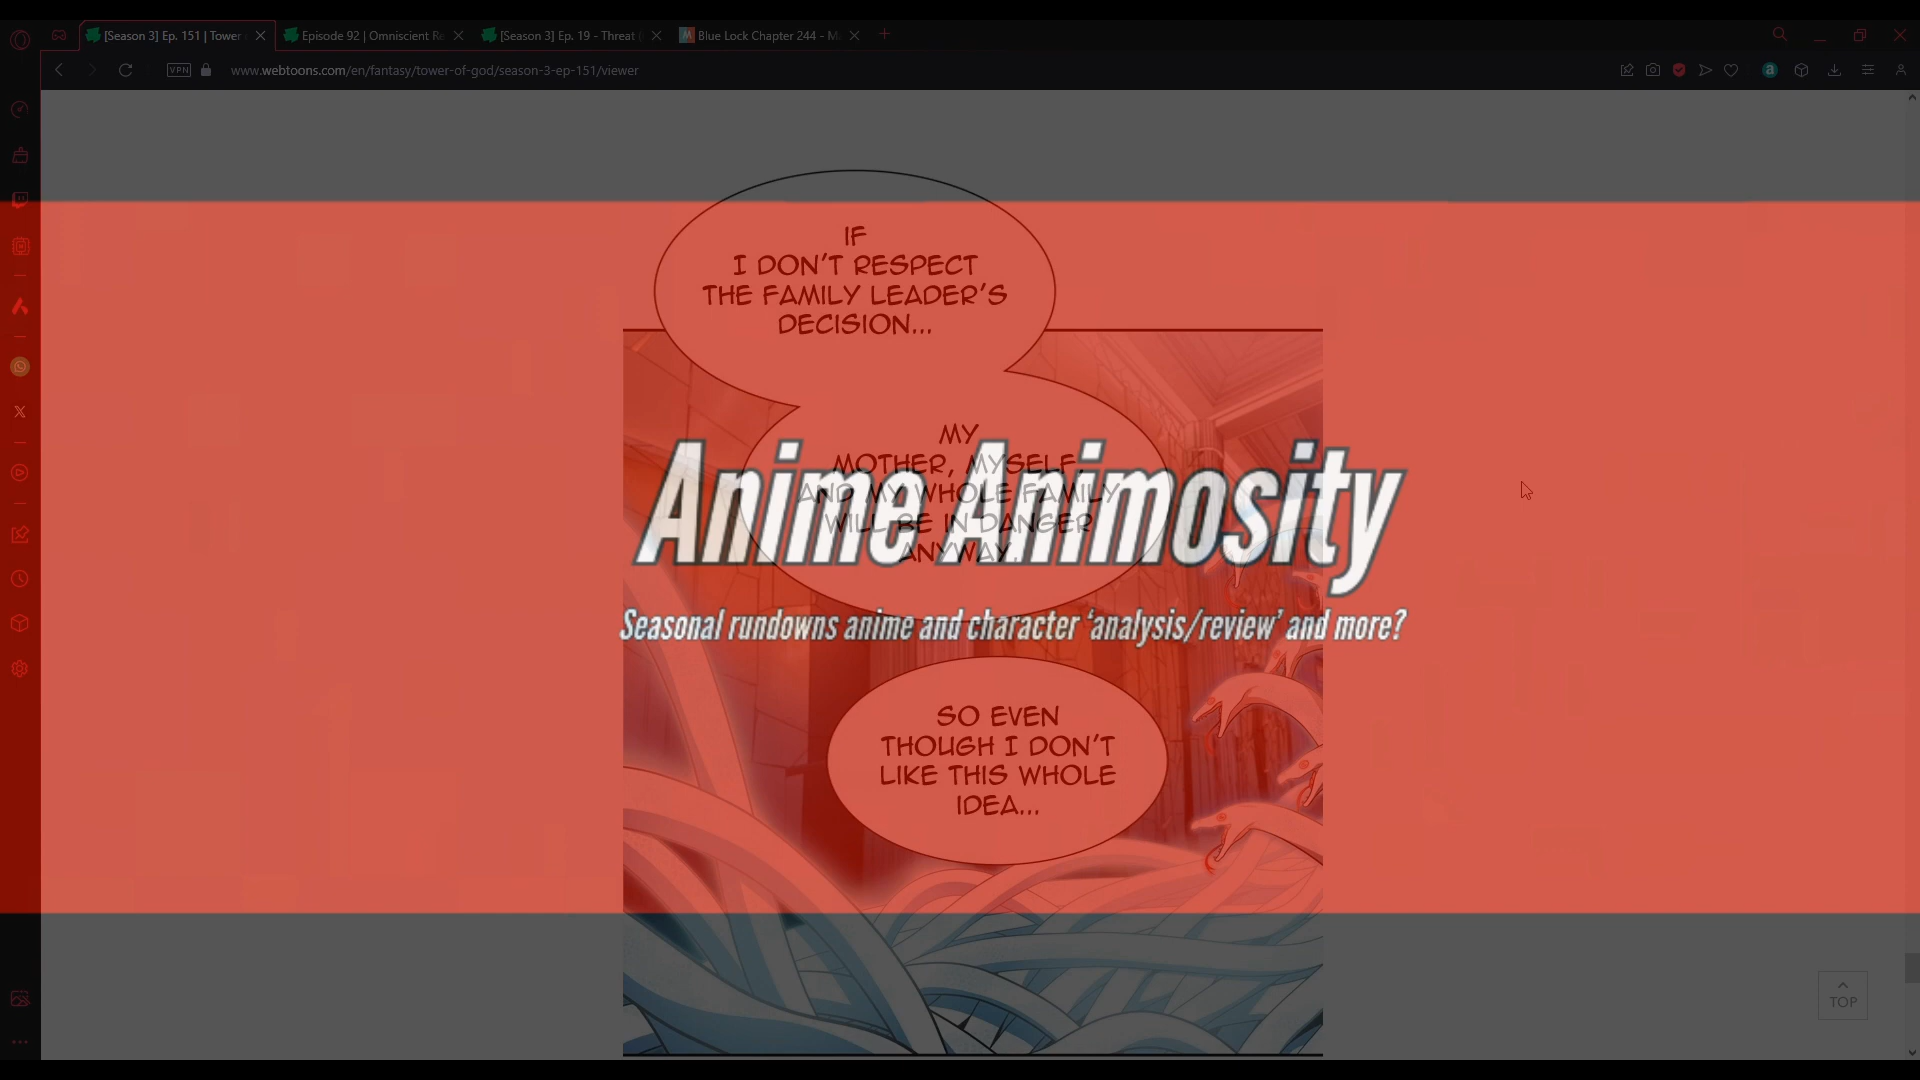 [Season 3] Ep. 151 | Tower
Episode 92 | Omniscient Re
[Season 3] Ep. 19 - Threat
Blue Lock Chapter 244 - M
VPN
www.webtoons.com/en/fantasy/tower-of-god/season-3-ep-151/viewer
IF
I DON'T RESPECT
THE FAMILY LEADER'S
DECISION...
MY
MOTHER, MYSELF,
AND MY WHOLE FAMILY
WILL BE IN DANGER
ANYWAY.
Anime Animosity
Seasonal rundowns anime and character 'analysis/review' and more?
SO EVEN
THOUGH I DON'T
LIKE THIS WHOLE
IDEA...
TOP